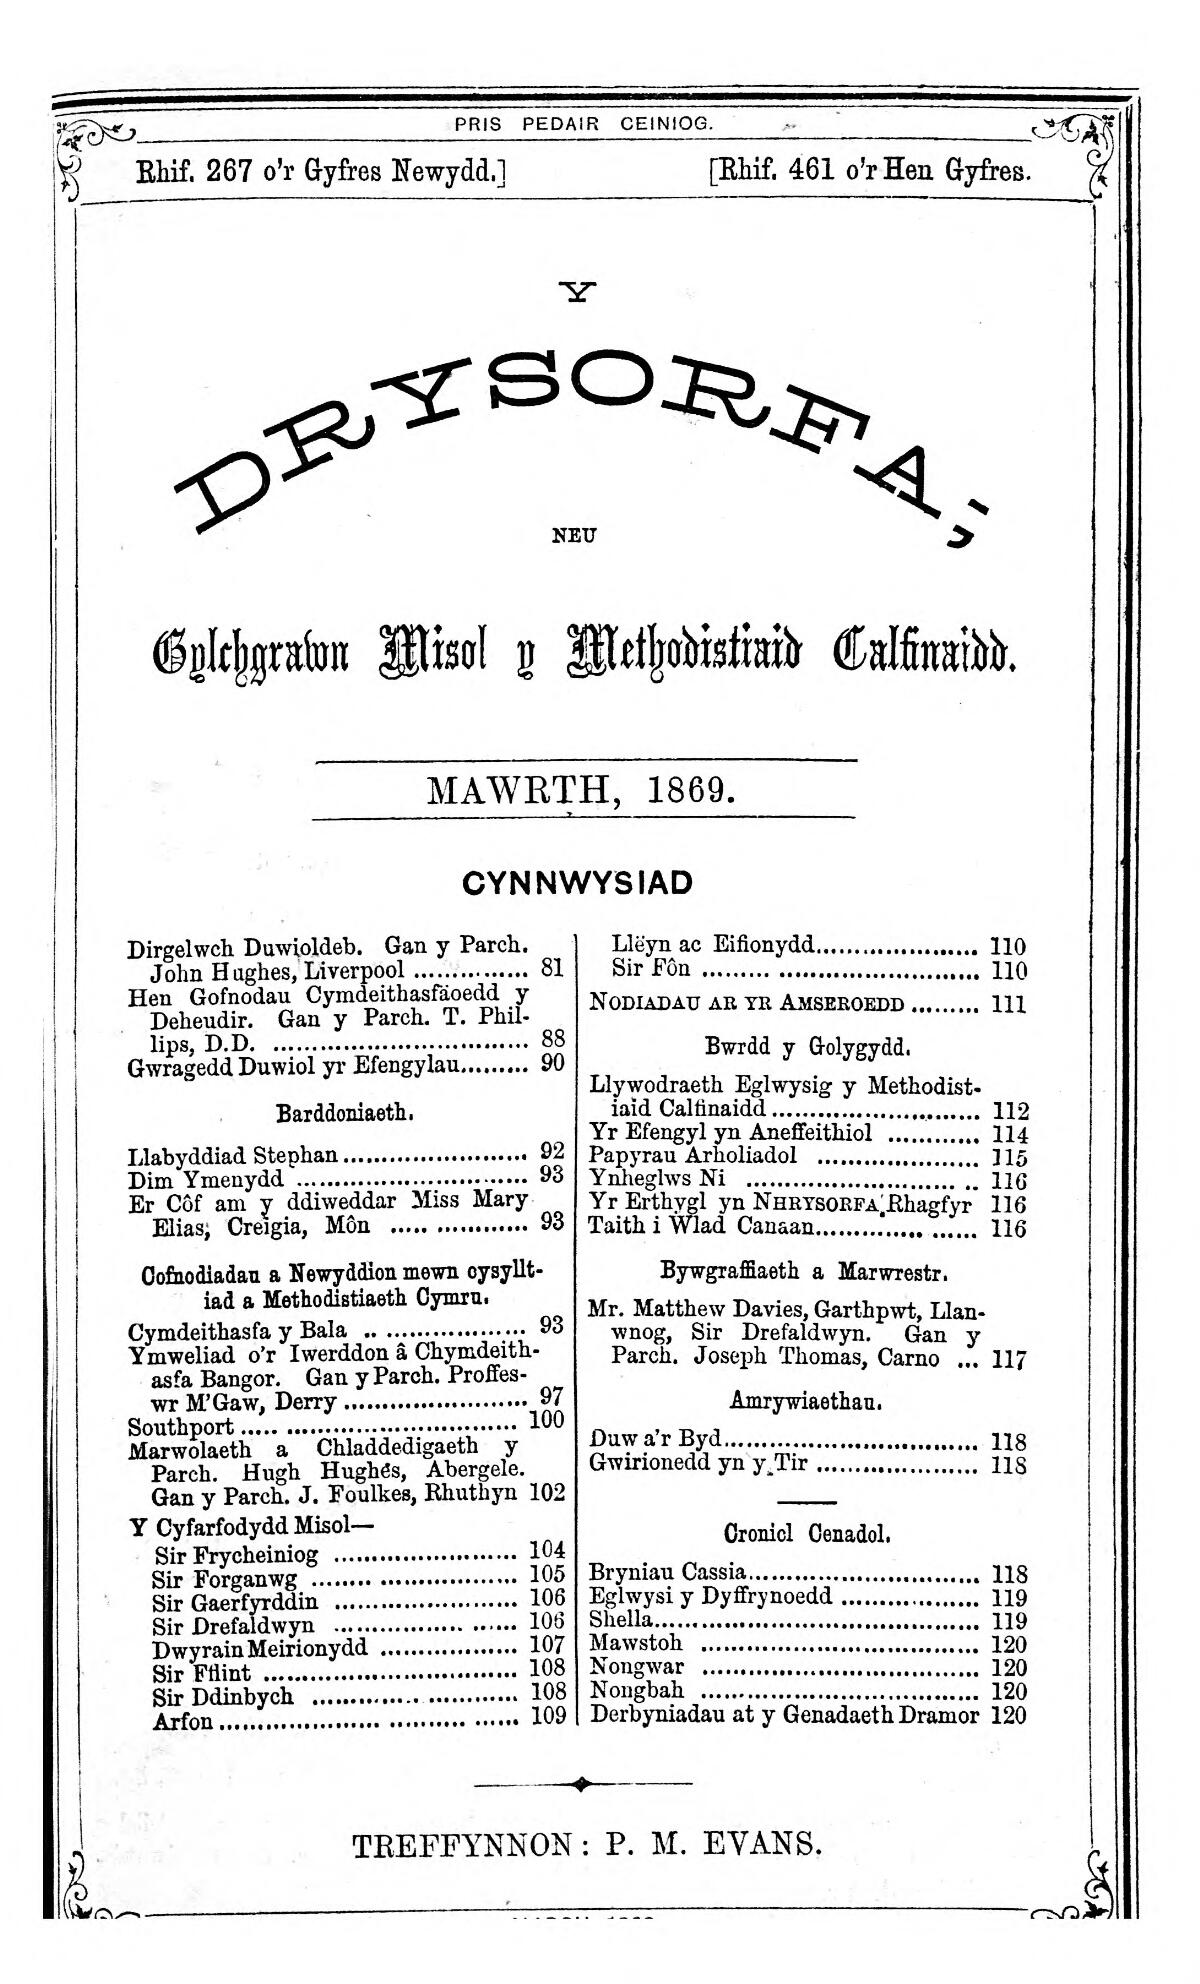 PRIS PEDAIR CEINIOG.
Rhif. 267 o'r Gyfres Newydd.] [Rhif. 461 o'r Hen Gyfres.
Y
DRYSORFA;
NEU
Gylchgrawn Misol y Methodistiaid Calfinaidd.
MAWRTH, 1869.
CYNNWYSIAD
Dirgelwch Duwioldeb. Gan y Parch.
John Hughes, Liverpool ............... 81
Hen Gofnodau Cymdeithasfäoedd y
Deheudir. Gan y Parch. T. Phil-
lips, D.D. ................................. 88
Gwragedd Duwiol yr Efengylau......... 90
Barddoniaeth.
Llabyddiad Stephan........................ 92
Dim Ymenydd .............................. 93
Er Côf am y ddiweddar Miss Mary
Elias, Creigia, Môn ..... ............ 93
Cofnodiadau a Newyddion mewn cysyllt-
iad a Methodistiaeth Cymru.
Cymdeithasfa y Bala .. .................. 93
Ymweliad o'r Iwerddon â Chymdeith-
asfa Bangor. Gan y Parch. Proffes-
wr M'Gaw, Derry ........................ 97
Southport..... .............................. 100
Marwolaeth a Chladdedigaeth y
Parch. Hugh Hughes, Abergele.
Gan y Parch. J. Foulkes, Rhuthyn 102
Y Cyfarfodydd Misol—
Sir Frycheiniog ........................ 104
Sir Forganwg ........ .................. 105
Sir Gaerfyrddin ........................ 106
Sir Drefaldwyn ................. ...... 106
Dwyrain Meirionydd .................. 107
Sir Fflint ................................. 108
Sir Ddinbych ........................... 108
Arfon..................... .......... ...... 109
Llëyn ac Eifionydd..................... 110
Sir Fôn ......... .......................... 110
NODIADAU AR YR AMSEROEDD ......... 111
Bwrdd y Golygydd.
Llywodraeth Eglwysig y Methodist-
iaid Calfinaidd ........................... 112
Yr Efengyl yn Aneffeithiol ............ 114
Papyrau Arholiadol ..................... 115
Ynheglws Ni ........................... .. 116
Yr Erthygl yn NHRYSORFA Rhagfyr 116
Taith i Wlad Canaan.............. ...... 116
Bywgraffiaeth a Marwrestr.
Mr. Matthew Davies, Garthpwt, Llan-
wnog, Sir Drefaldwyn. Gan y
Parch. Joseph Thomas, Carno ... 117
Amrywiaethau.
Duw a'r Byd................................. 118
Gwirionedd yn y Tir ..................... 118
Cronicl Cenadol.
Bryniau Cassia.............................. 118
Eglwysi y Dyffrynoedd .................. 119
Shella.......................................... 119
Mawstoh .................................... 120
Nongwar .................................... 120
Nongbah .................................... 120
Derbyniadau at y Genadaeth Dramor 120
TREFFYNNON: P. M. EVANS.